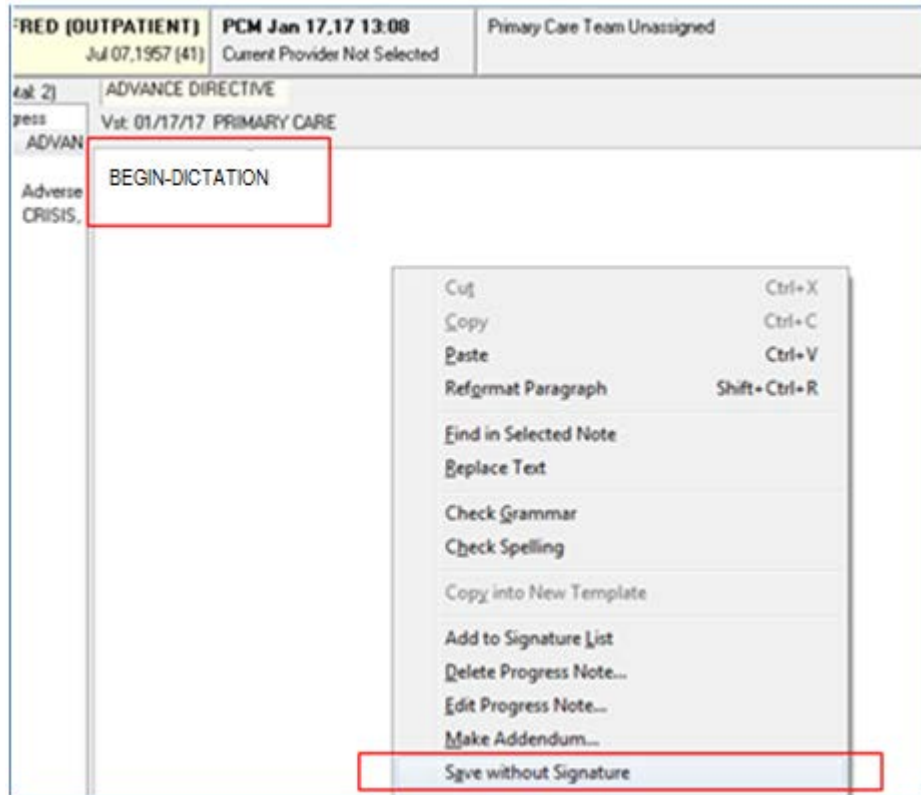 FRED (OUTPATIENT) PCM Jan 17,17 13:08 Primary Care Team Unassigned
Jul 07,1957 (41) Current Provider Not Selected
2) ADVANCE DIRECTIVE
Vst: 01/17/17 PRIMARY CARE
ADVAN
BEGIN-DICTATION
Adverse
CRISIS,
Cut Ctrl+X
Copy Ctrl+C
Paste Ctrl+V
Reformat Paragraph Shift+Ctrl+R
Find in Selected Note
Replace Text
Check Grammar
Check Spelling
Copy into New Template
Add to Signature List
Delete Progress Note...
Edit Progress Note...
Make Addendum...
Save without Signature